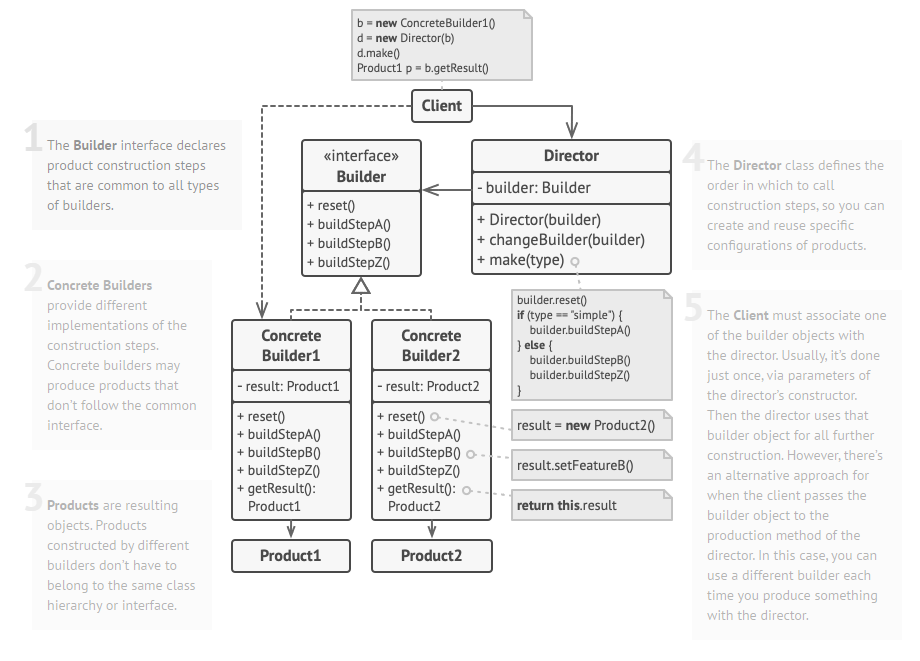 b = new ConcreteBuilder1()
d = new Director(b)
d.make()
Product1 p = b.getResult()
Client
1
The Builder interface declares
product construction steps
that are common to all types
of builders.
«interface»
Builder
+ reset()
+ buildStepA()
+ buildStepB()
+ buildStepZ()
Director
- builder: Builder
+ Director(builder)
+ changeBuilder(builder)
+ make(type)
4
The Director class defines the
order in which to call
construction steps, so you can
create and reuse specific
configurations of products.
2
Concrete Builders
provide different
implementations of the
construction steps.
Concrete builders may
produce products that
don't follow the common
interface.
builder.reset()
if (type == "simple") {
builder.buildStepA()
} else {
builder.buildStepB()
builder.buildStepZ()
}
Concrete
Builder1
- result: Product1
+ reset()
+ buildStepA()
+ buildStepB()
+ buildStepZ()
+ getResult():
Product1
Concrete
Builder2
- result: Product2
+ reset()
+ buildStepA()
+ buildStepB()
+ buildStepZ()
+ getResult():
Product2
result = new Product2()
result.setFeatureB()
return this.result
5
The Client must associate one
of the builder objects with
the director. Usually, it's done
just once, via parameters of
the director's constructor.
Then the director uses that
builder object for all further
construction. However, there's
an alternative approach for
when the client passes the
builder object to the
production method of the
director. In this case, you can
use a different builder each
time you produce something
with the director.
3
Products are resulting
objects. Products
constructed by different
builders don't have to
belong to the same class
hierarchy or interface.
Product1
Product2